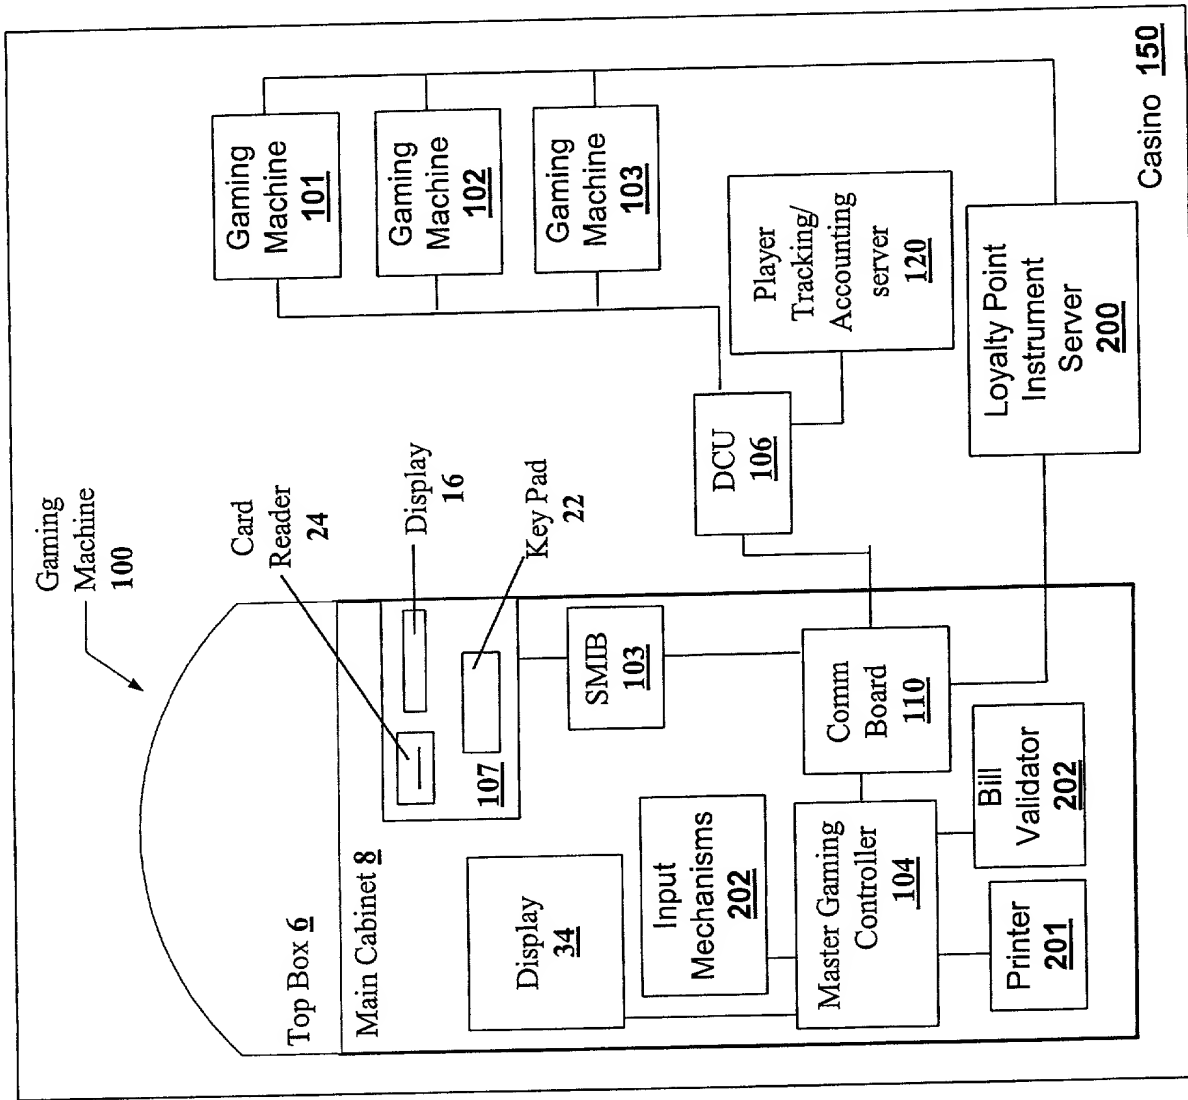 Gaming
Machine
100
Top Box 6
Main Cabinet 8
Card
Reader
24
Display
16
Key Pad
22
107
Display
34
SMIB
103
Input
Mechanisms
202
Master Gaming
Controller
104
Comm
Board
110
Printer
201
Bill
Validator
202
Gaming
Machine
101
Gaming
Machine
102
Gaming
Machine
103
DCU
106
Player
Tracking/
Accounting
server
120
Loyalty Point
Instrument
Server
200
Casino 150